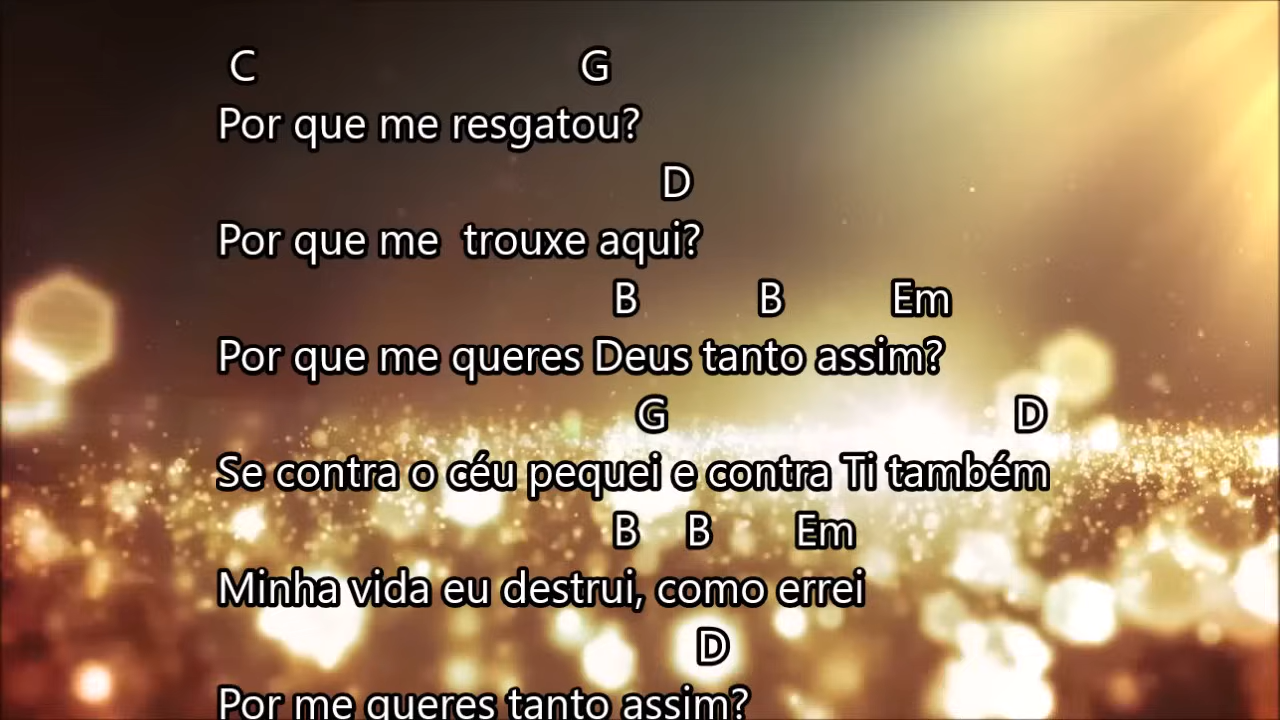 C G
Por que me resgatou?
D
Por que me trouxe aqui?
B B Em
Por que me queres Deus tanto assim?
G D
Se contra o céu pequei e contra Ti também
B B Em
Minha vida eu destrui, como errei
D
Por me queres tanto assim?